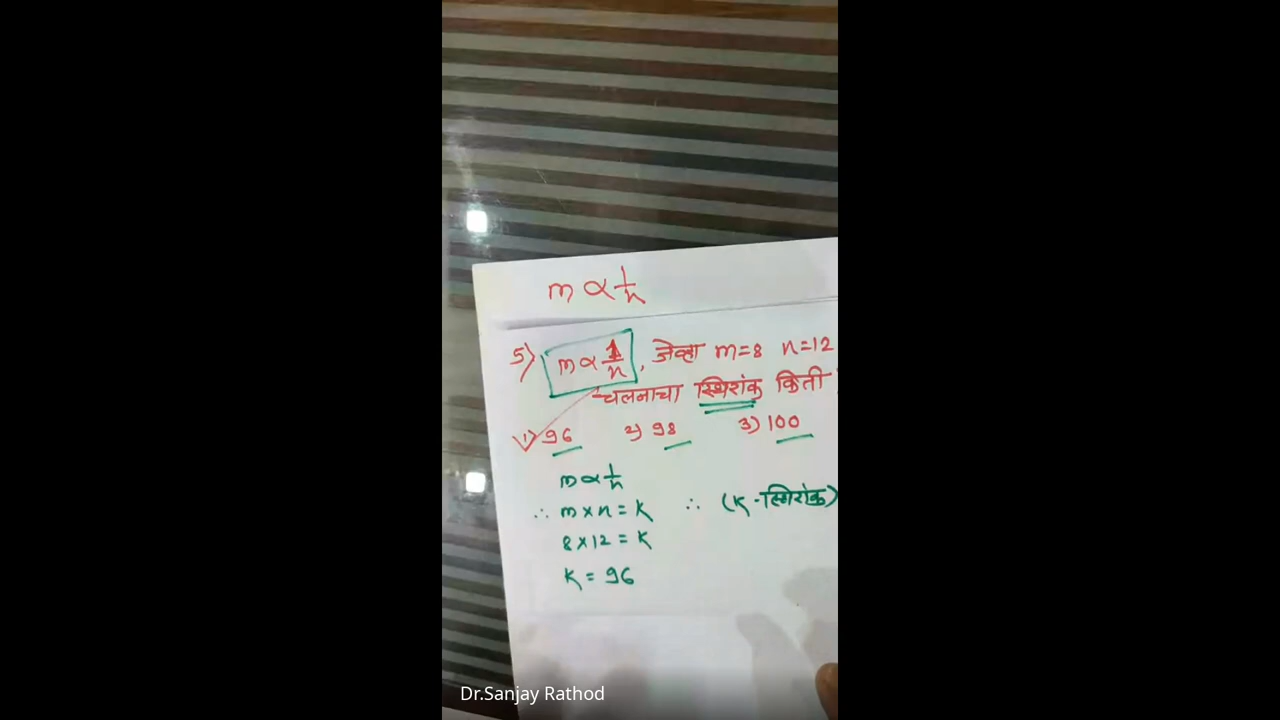 m ∝ 1/n
5) m ∝ 1/n , जेव्हा m=8 n=12
चलनाचा स्थिरांक किती
1) 96 2) 98 3) 100
m ∝ 1/n
∴ m × n = K ∴ (K - स्थिरांक)
8 × 12 = K
K = 96
Dr.Sanjay Rathod